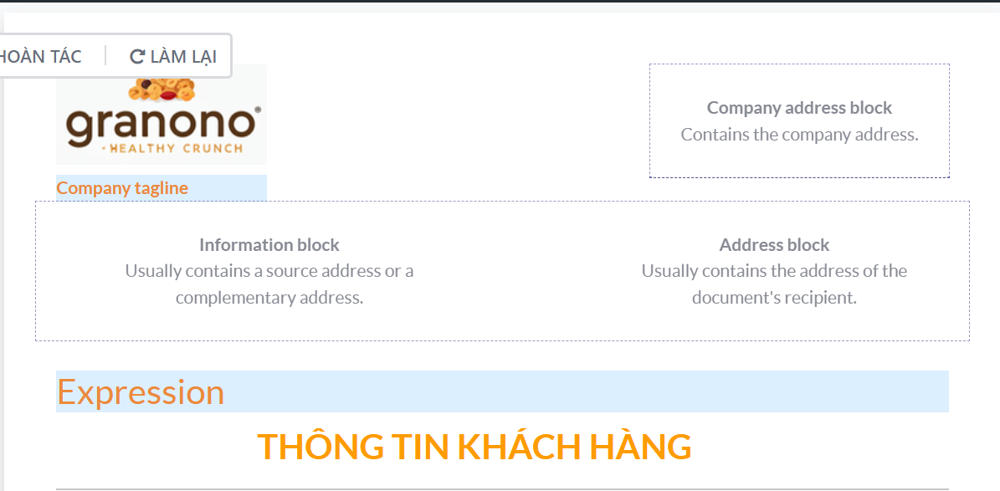 HOÀN TÁC
LÀM LẠI
granono®
• HEALTHY CRUNCH
Company tagline
Company address block
Contains the company address.
Information block
Usually contains a source address or a
complementary address.
Address block
Usually contains the address of the
document's recipient.
Expression
THÔNG TIN KHÁCH HÀNG